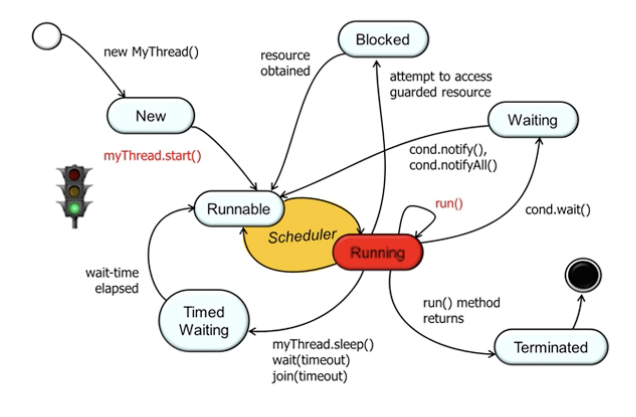 new MyThread()
New
myThread.start()
resource
obtained
Blocked
attempt to access
guarded resource
Waiting
cond.notify(),
cond.notifyAll()
cond.wait()
Runnable
Scheduler
run()
Running
wait-time
elapsed
Timed
Waiting
myThread.sleep()
wait(timeout)
join(timeout)
run() method
returns
Terminated